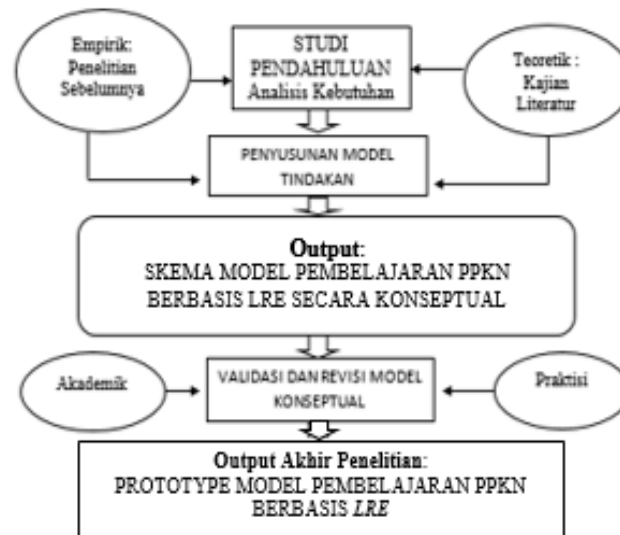 Empirik:
Penelitian
Sebelumnya
STUDI
PENDAHULUAN
Analisis Kebutuhan
Teoretik :
Kajian
Literatur
PENYUSUNAN MODEL
TINDAKAN
Output:
SKEMA MODEL PEMBELAJARAN PPKN
BERBASIS LRE SECARA KONSEPTUAL
Akademik
VALIDASI DAN REVISI MODEL
KONSEPTUAL
Praktisi
Output Akhir Penelitian:
PROTOTYPE MODEL PEMBELAJARAN PPKN
BERBASIS LRE